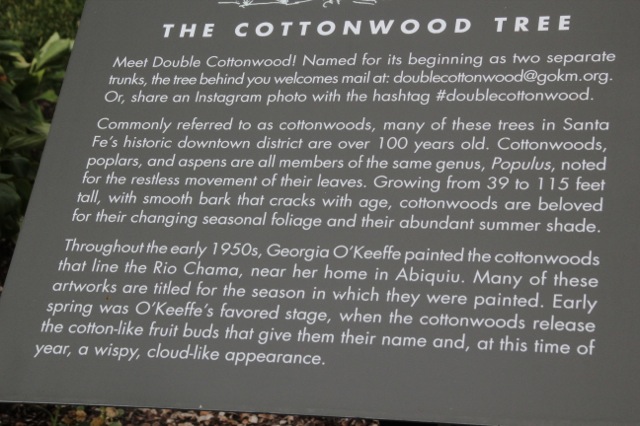 THE COTTONWOOD TREE
Meet Double Cottonwood! Named for its beginning as two separate
trunks, the tree behind you welcomes mail at: doublecottonwood@gokm.org.
Or, share an Instagram photo with the hashtag #doublecottonwood.
Commonly referred to as cottonwoods, many of these trees in Santa
Fe's historic downtown district are over 100 years old. Cottonwoods,
poplars, and aspens are all members of the same genus, Populus, noted
for the restless movement of their leaves. Growing from 39 to 115 feet
tall, with smooth bark that cracks with age, cottonwoods are beloved
for their changing seasonal foliage and their abundant summer shade.
Throughout the early 1950s, Georgia O'Keeffe painted the cottonwoods
that line the Rio Chama, near her home in Abiquiu. Many of these
artworks are titled for the season in which they were painted. Early
spring was O'Keeffe's favored stage, when the cottonwoods release
the cotton-like fruit buds that give them their name and, at this time of
year, a wispy, cloud-like appearance.